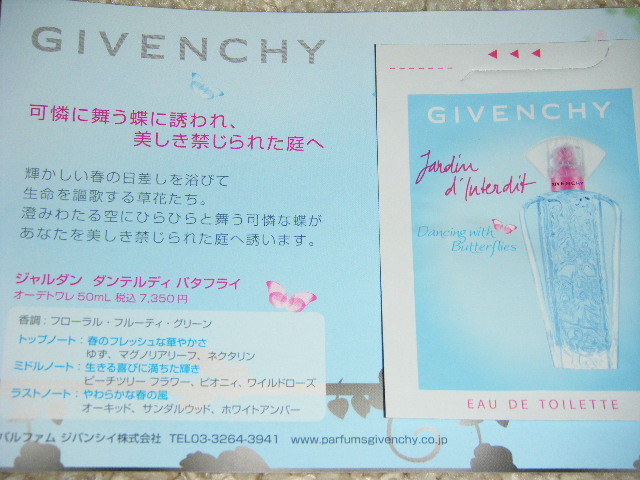 GIVENCHY
可憐に舞う蝶に誘われ、
美しき禁じられた庭へ
輝かしい春の日差しを浴びて
生命を謳歌する草花たち。
澄みわたる空にひらひらと舞う可憐な蝶が
あなたを美しき禁じられた庭へ誘います。
ジャルダン ダンテルディ バタフライ
オーデトワレ 50mL 税込 7,350円
香調：フローラル・フルーティ・グリーン
トップノート：春のフレッシュな華やかさ
ゆず、マグノリアリーフ、ネクタリン
ミドルノート：生きる喜びに満ちた輝き
ピーチツリー フラワー、ピオニィ、ワイルドローズ
ラストノート：やわらかな春の風
オーキッド、サンダルウッド、ホワイトアンバー
パルファム ジバンシイ株式会社 TEL03-3264-3941 www.parfumsgivenchy.co.jp
GIVENCHY
Jardin
d'Interdit
Dancing with
Butterflies
GIVENCHY
EAU DE TOILETTE